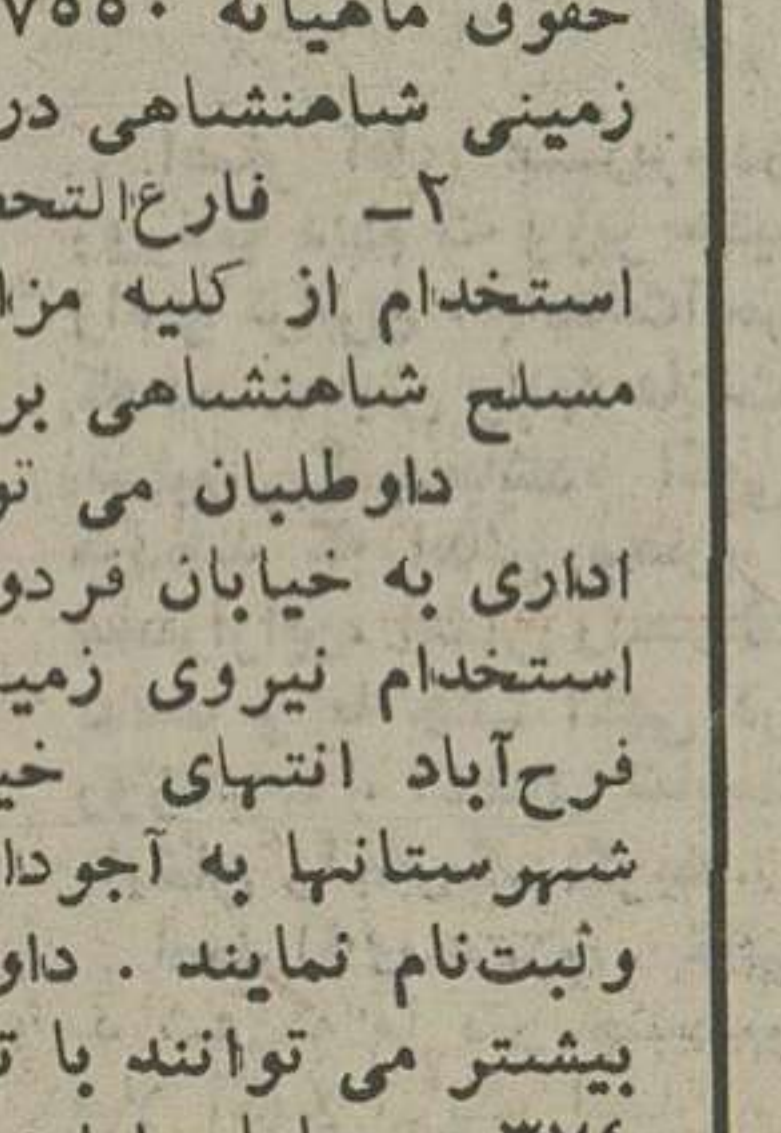 حقوق ماهیانه ۷۵۵۰
زمینی شاهنشاهی در
۲ــ فارغ‌التحص
استخدام از کلیه مزا
مسلح شاهنشاهی بر
داوطلبان می تو
اداری به خیابان فردو
استخدام نیروی زمی
فرح‌آباد انتهای خی
شهرستانها به آجودا
وثبت‌نام نمایند . داو
بیشتر می توانند با ت